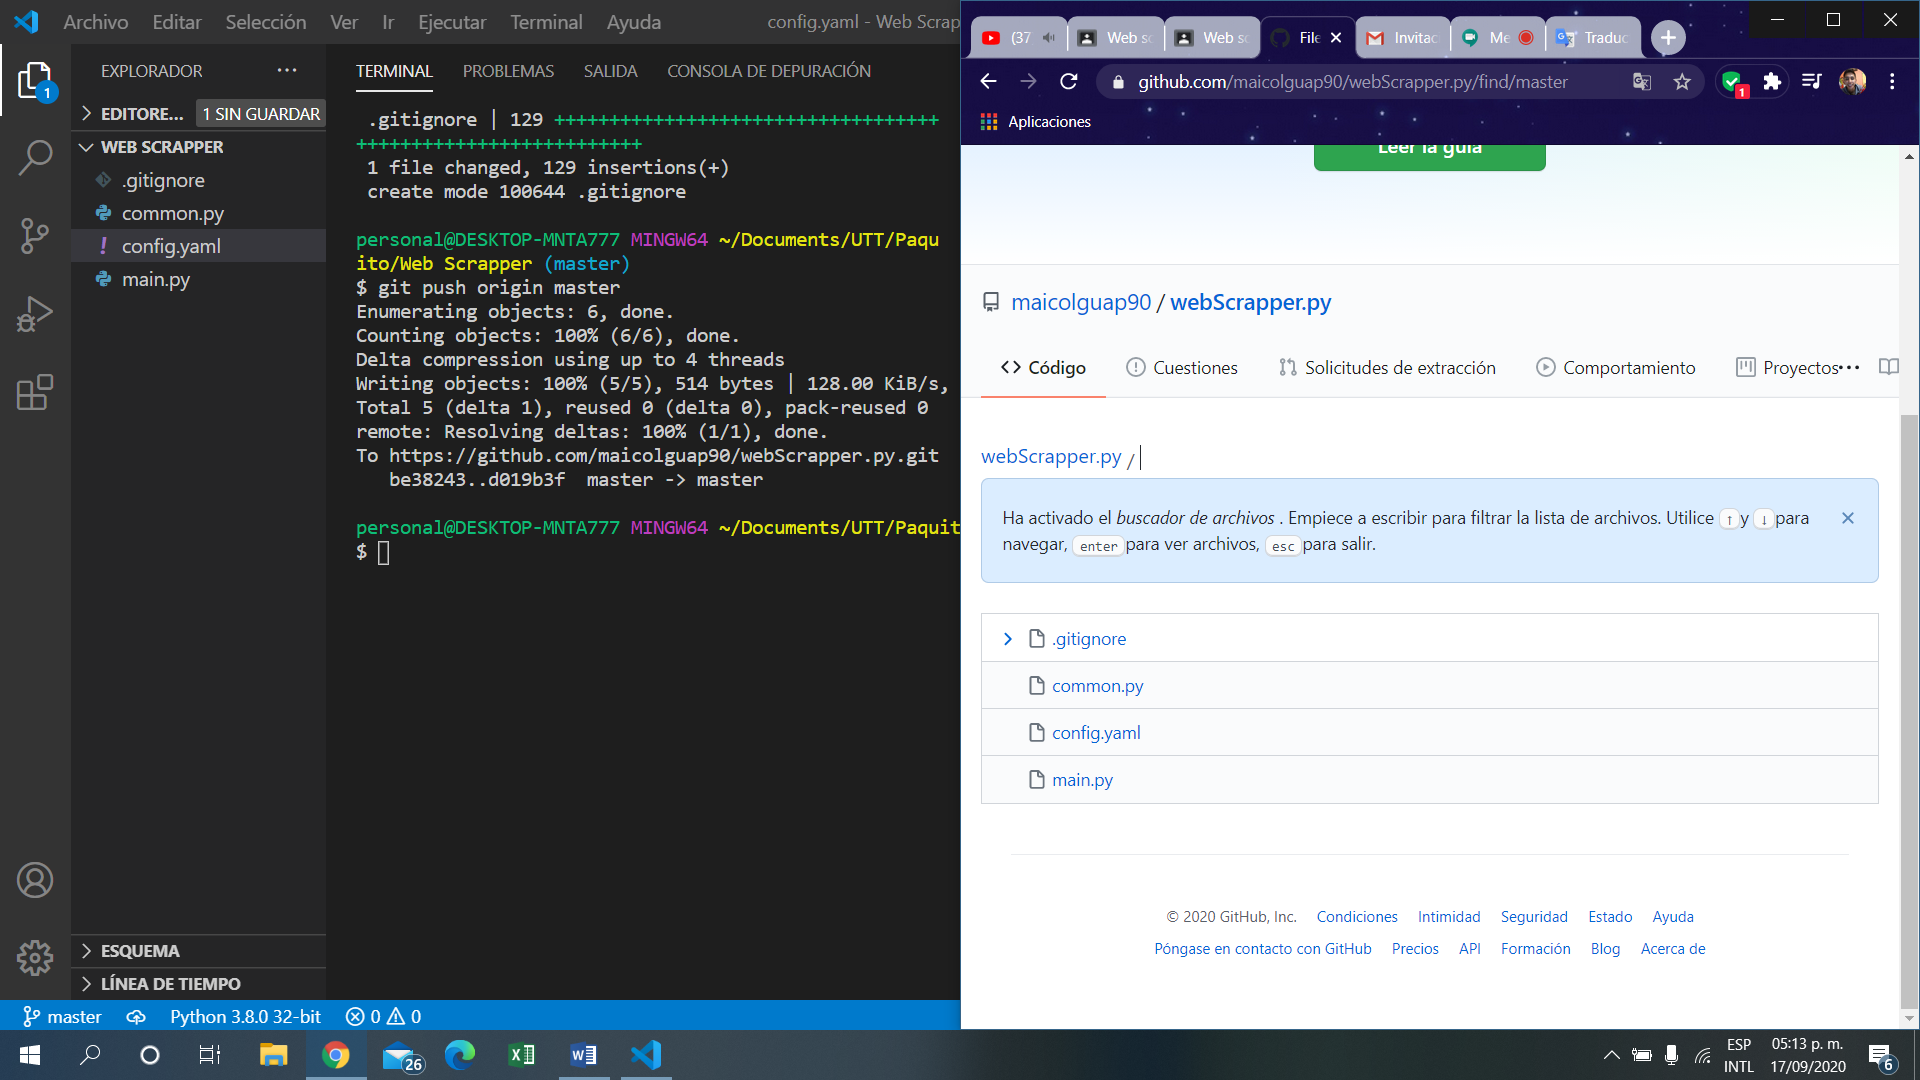 Archivo Editar Selección Ver Ir Ejecutar Terminal Ayuda config.yaml - Web Scrap
EXPLORADOR ···
EDITORE... 1 SIN GUARDAR
WEB SCRAPPER
.gitignore
common.py
! config.yaml
main.py
ESQUEMA
LÍNEA DE TIEMPO
1
TERMINAL PROBLEMAS SALIDA CONSOLA DE DEPURACIÓN
.gitignore | 129 +++++++++++++++++++++++++++++++++++
++++++++++++++++++++++++++
1 file changed, 129 insertions(+)
create mode 100644 .gitignore
personal@DESKTOP-MNTA777 MINGW64 ~/Documents/UTT/Paqu
ito/Web Scrapper (master)
$ git push origin master
Enumerating objects: 6, done.
Counting objects: 100% (6/6), done.
Delta compression using up to 4 threads
Writing objects: 100% (5/5), 514 bytes | 128.00 KiB/s,
Total 5 (delta 1), reused 0 (delta 0), pack-reused 0
remote: Resolving deltas: 100% (1/1), done.
To https://github.com/maicolguap90/webScrapper.py.git
be38243..d019b3f master -> master
personal@DESKTOP-MNTA777 MINGW64 ~/Documents/UTT/Paquit
$
master Python 3.8.0 32-bit 0 0
(37 Web sc Web sc File Invitac Me Traduc
github.com/maicolguap90/webScrapper.py/find/master
1
Aplicaciones
Leer la guía
maicolguap90 / webScrapper.py
Código Cuestiones Solicitudes de extracción Comportamiento Proyectos ···
webScrapper.py /
Ha activado el buscador de archivos . Empiece a escribir para filtrar la lista de archivos. Utilice ↑ y ↓ para
navegar, enter para ver archivos, esc para salir.
.gitignore
common.py
config.yaml
main.py
© 2020 GitHub, Inc. Condiciones Intimidad Seguridad Estado Ayuda
Póngase en contacto con GitHub Precios API Formación Blog Acerca de
26
ESP
INTL
05:13 p. m.
17/09/2020
6